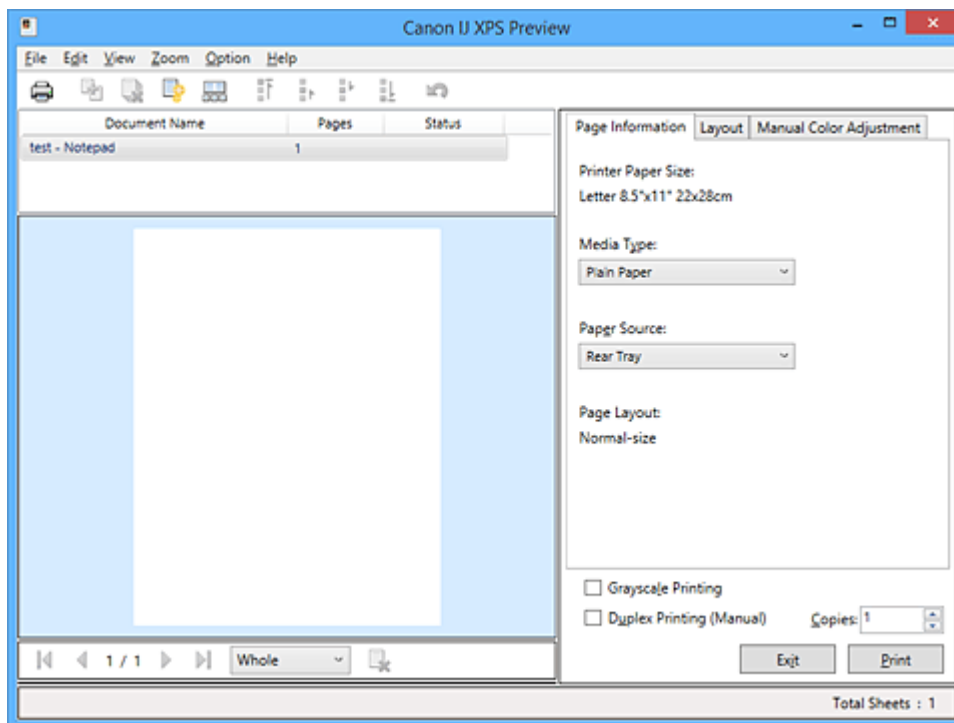 Canon IJ XPS Preview
File Edit View Zoom Option Help
Document Name Pages Status
test - Notepad 1
Page Information Layout Manual Color Adjustment
Printer Paper Size:
Letter 8.5"x11" 22x28cm
Media Type:
Plain Paper
Paper Source:
Rear Tray
Page Layout:
Normal-size
Grayscale Printing
Duplex Printing (Manual) Copies: 1
1 / 1 Whole
Exit Print
Total Sheets : 1